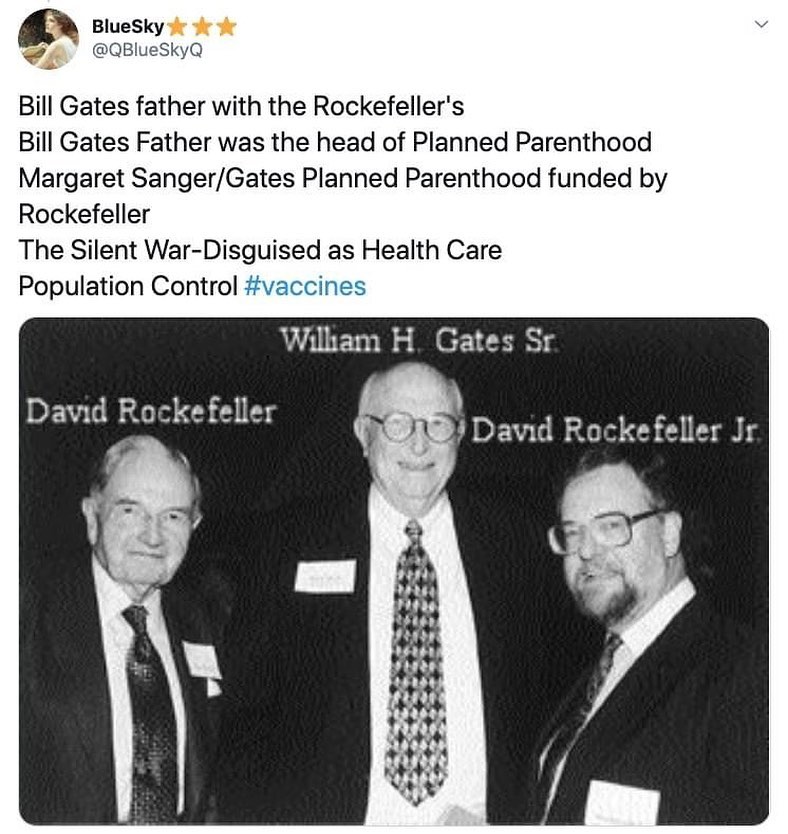 BlueSky⭐⭐⭐
@QBlueSkyQ
Bill Gates father with the Rockefeller's
Bill Gates Father was the head of Planned Parenthood
Margaret Sanger/Gates Planned Parenthood funded by
Rockefeller
The Silent War-Disguised as Health Care
Population Control #vaccines
William H. Gates Sr.
David Rockefeller
David Rockefeller Jr.